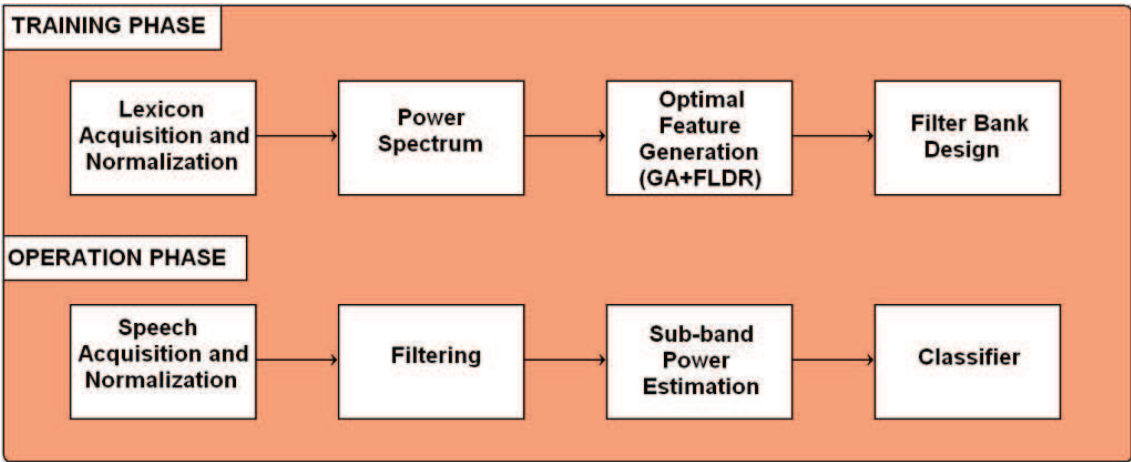 TRAINING PHASE
Lexicon
Acquisition and
Normalization
Power
Spectrum
Optimal
Feature
Generation
(GA+FLDR)
Filter Bank
Design
OPERATION PHASE
Speech
Acquisition and
Normalization
Filtering
Sub-band
Power
Estimation
Classifier